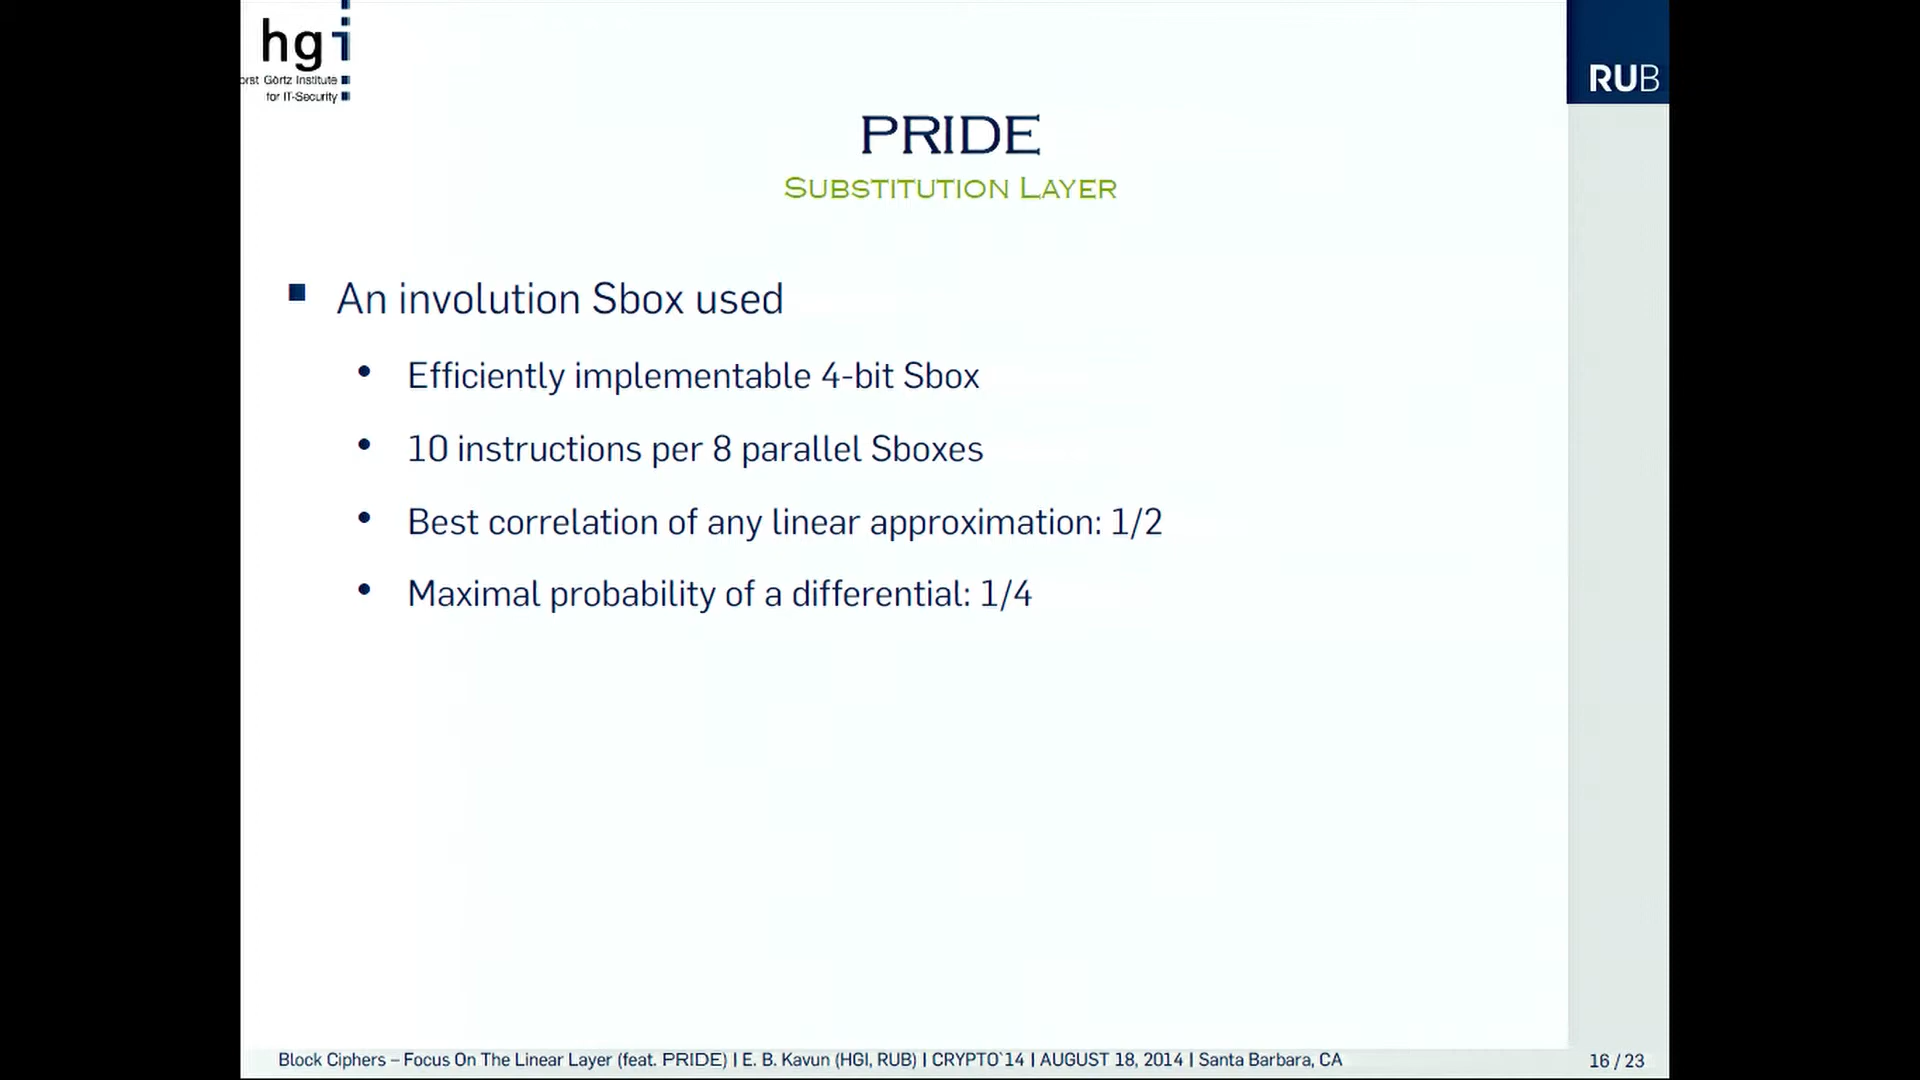 hgi
orst Görtz Institute
for IT-Security
RUB
PRIDE
SUBSTITUTION LAYER
An involution Sbox used
• Efficiently implementable 4-bit Sbox
• 10 instructions per 8 parallel Sboxes
• Best correlation of any linear approximation: 1/2
• Maximal probability of a differential: 1/4
Block Ciphers – Focus On The Linear Layer (feat. PRIDE) | E. B. Kavun (HGI, RUB) | CRYPTO`14 | AUGUST 18, 2014 | Santa Barbara, CA
16 / 23